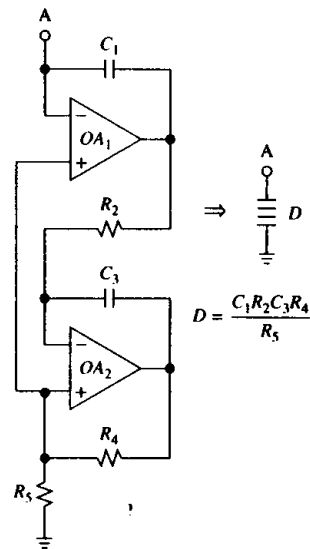 A
C₁
−
OA₁
+
A
⇒
D
R₂
C₃
D = C₁R₂C₃R₄ / R₅
−
OA₂
+
R₄
R₅